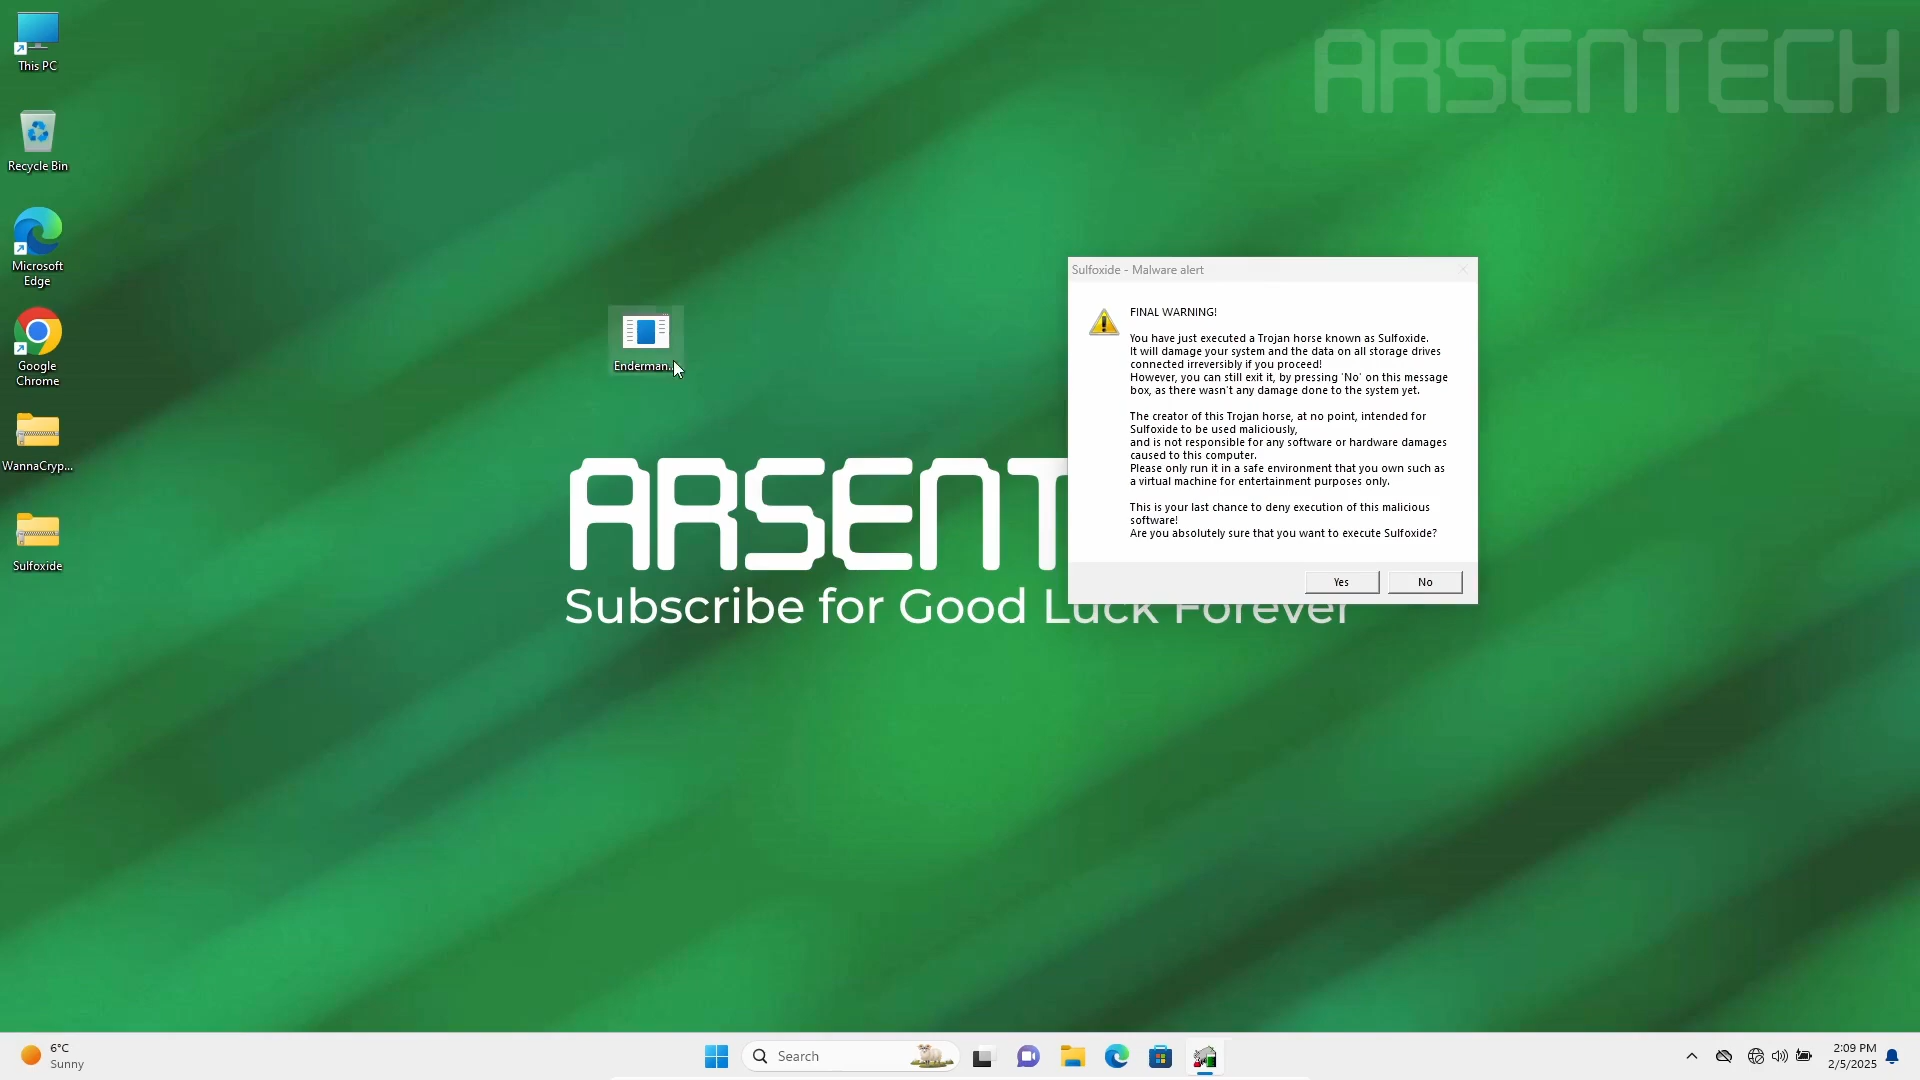 ARSENTECH
This PC
Recycle Bin
Microsoft
Edge
Google
Chrome
WannaCryp...
Sulfoxide
Enderman...
Sulfoxide - Malware alert
FINAL WARNING!
You have just executed a Trojan horse known as Sulfoxide.
It will damage your system and the data on all storage drives
connected irreversibly if you proceed!
However, you can still exit it, by pressing 'No' on this message
box, as there wasn't any damage done to the system yet.
The creator of this Trojan horse, at no point, intended for
Sulfoxide to be used maliciously,
and is not responsible for any software or hardware damages
caused to this computer.
Please only run it in a safe environment that you own such as
a virtual machine for entertainment purposes only.
This is your last chance to deny execution of this malicious
software!
Are you absolutely sure that you want to execute Sulfoxide?
Yes No
ARSENT
Subscribe for Good Luck Forever
6°C
Sunny
Search
2:09 PM
2/5/2025